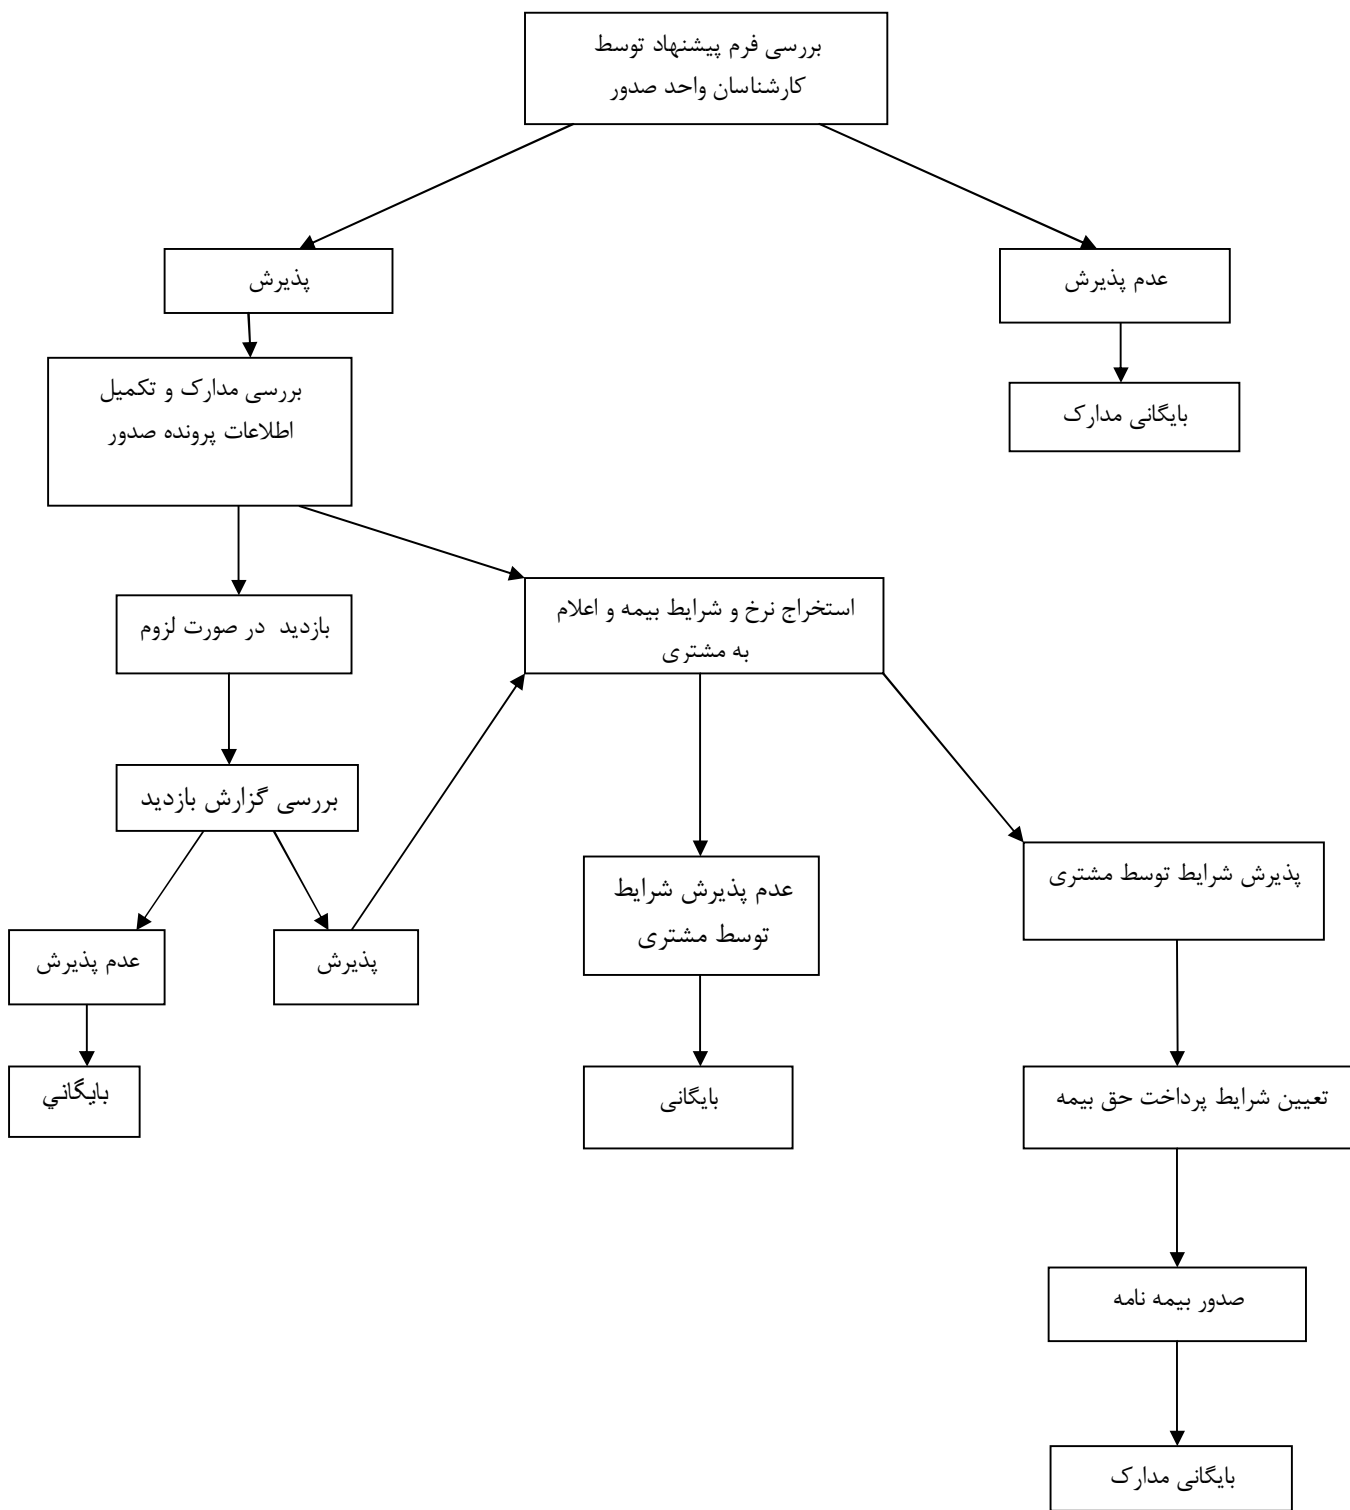 بررسی فرم پیشنهاد توسط
کارشناسان واحد صدور
پذیرش
عدم پذیرش
بررسی مدارک و تکمیل
اطلاعات پرونده صدور
بایگانی مدارک
بازدید در صورت لزوم
استخراج نرخ و شرایط بیمه و اعلام
به مشتری
بررسی گزارش بازدید
عدم پذیرش شرایط
توسط مشتری
پذیرش شرایط توسط مشتری
عدم پذیرش
پذیرش
بايگاني
بایگانی
تعیین شرایط پرداخت حق بیمه
صدور بیمه نامه
بایگانی مدارک